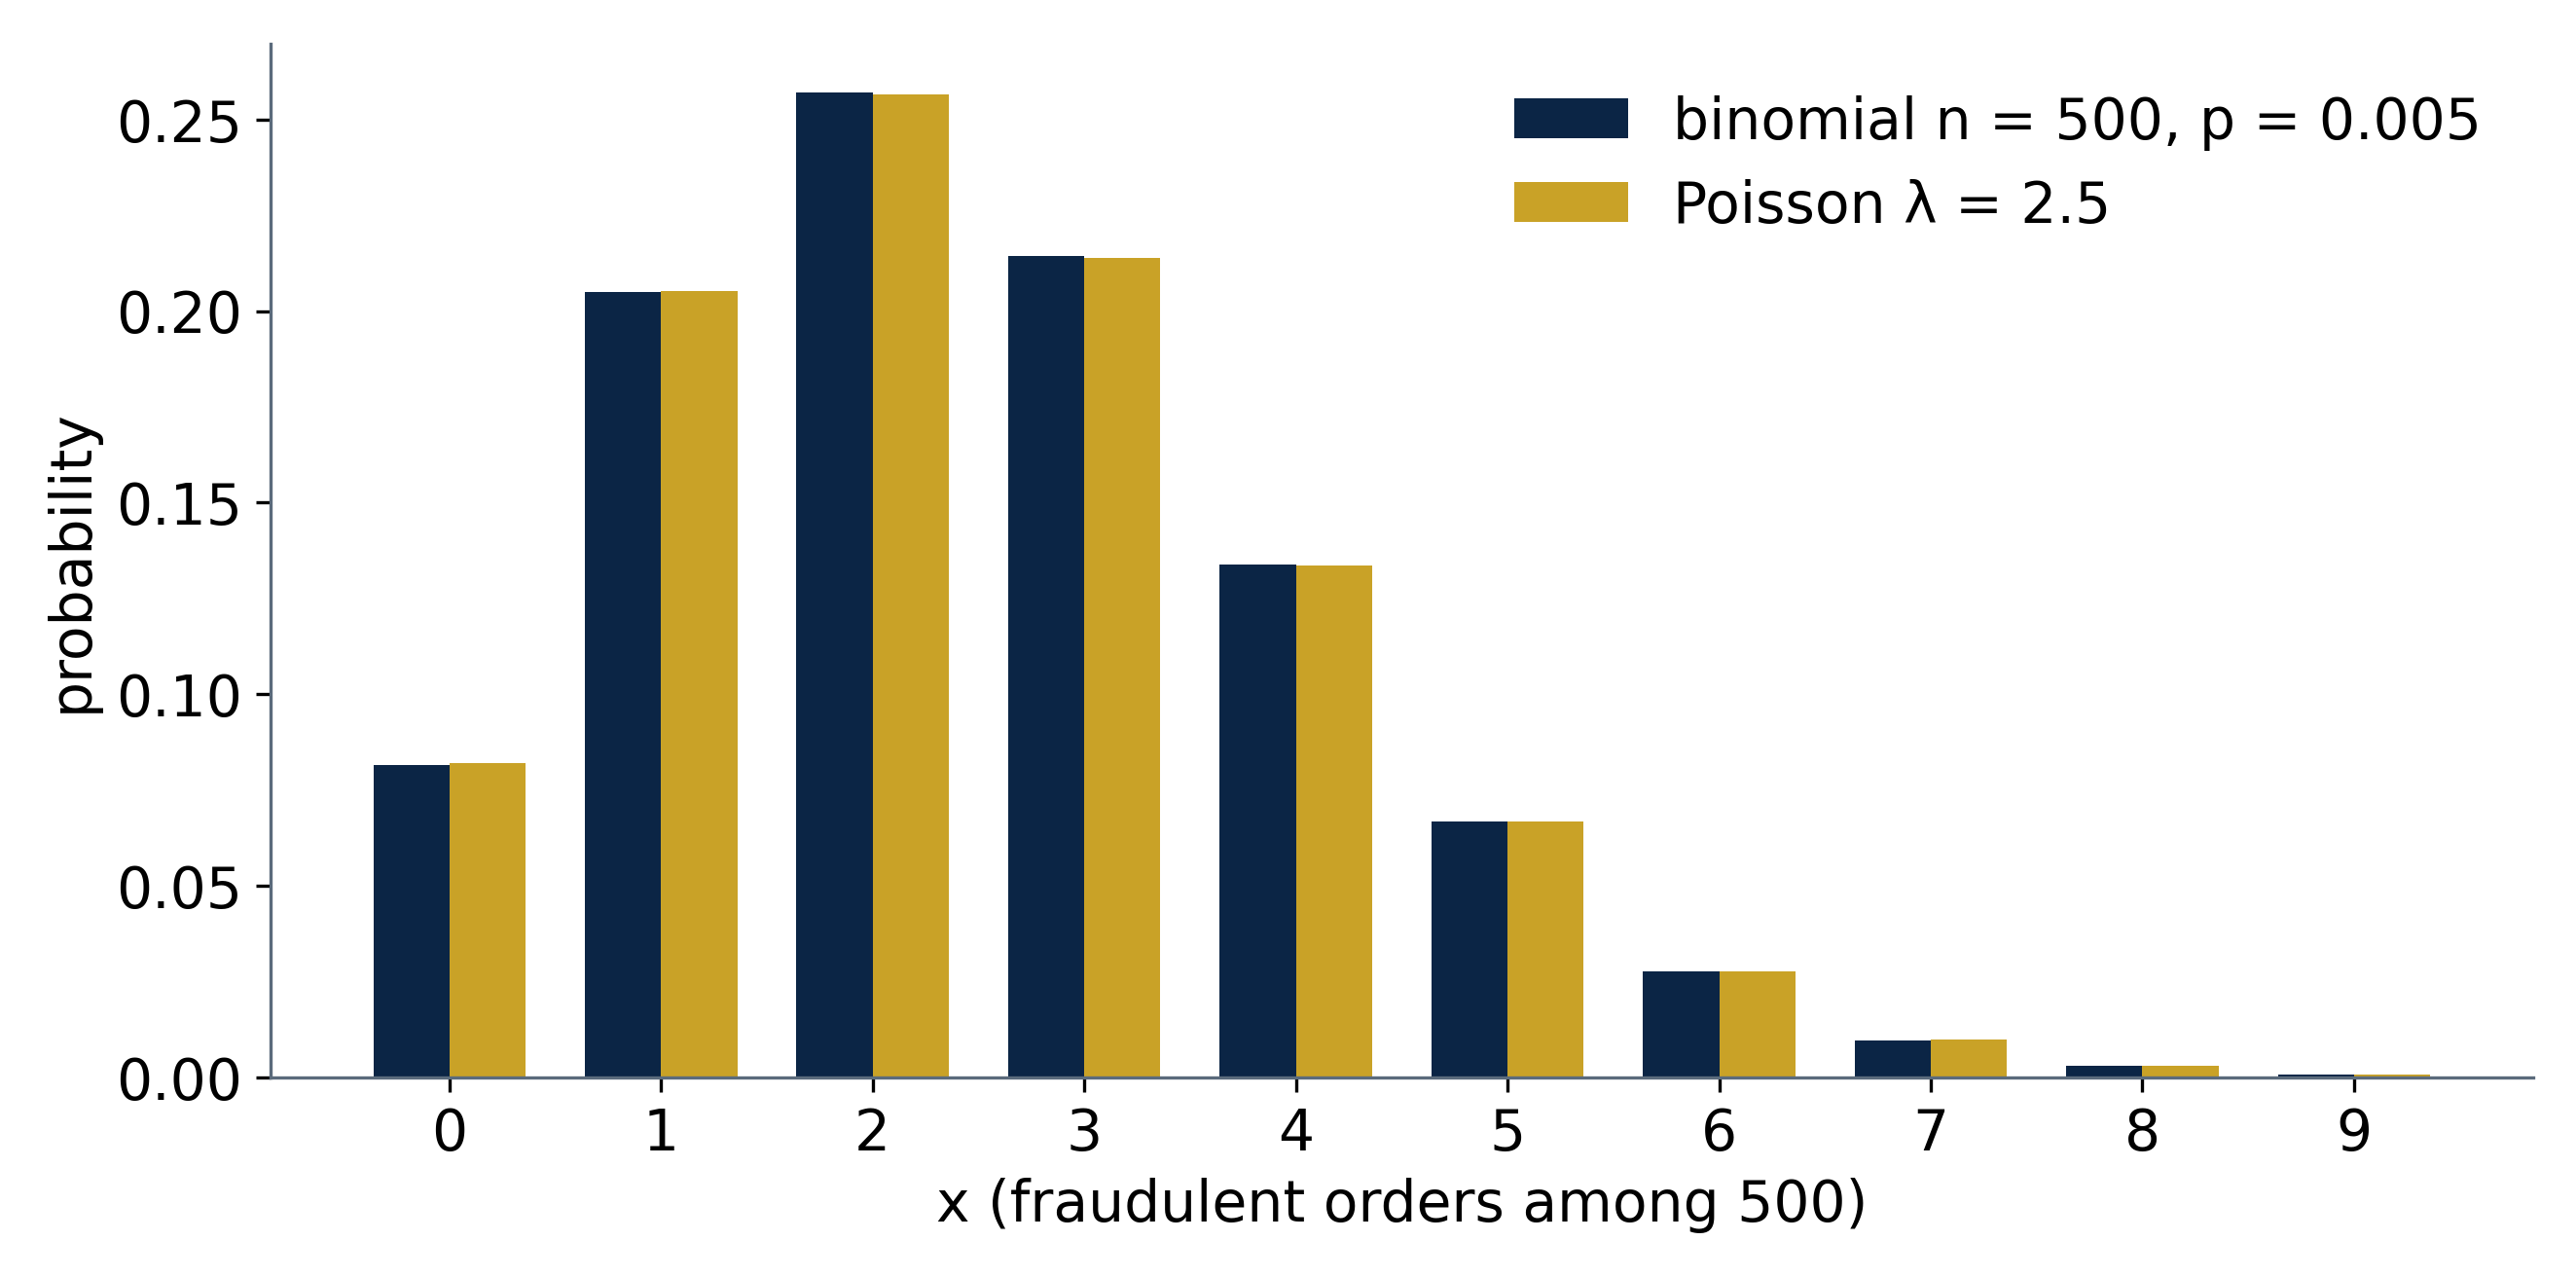 binomial n = 500, p = 0.005
Poisson λ = 2.5
probability
0.25
0.20
0.15
0.10
0.05
0.00
0 1 2 3 4 5 6 7 8 9
x (fraudulent orders among 500)